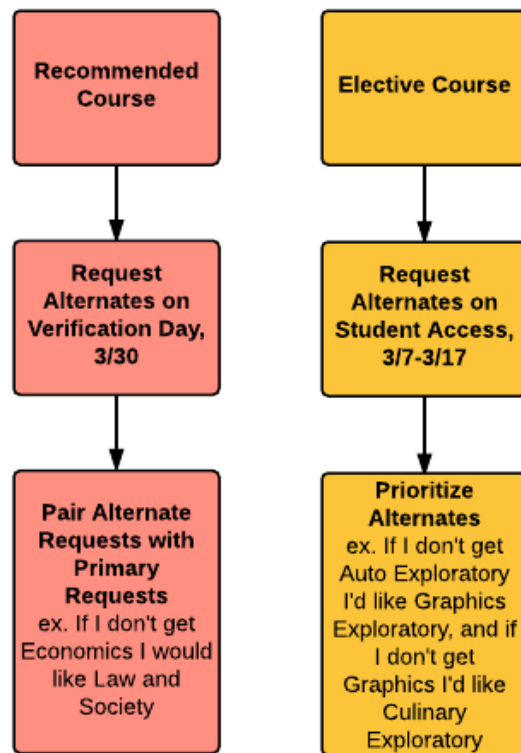 Recommended
Course
Request
Alternates on
Verification Day,
3/30
Pair Alternate
Requests with
Primary
Requests
ex. If I don't get
Economics I would
like Law and
Society
Elective Course
Request
Alternates on
Student Access,
3/7-3/17
Prioritize
Alternates
ex. If I don't get
Auto Exploratory
I'd like Graphics
Exploratory, and if
I don't get
Graphics I'd like
Culinary
Exploratory